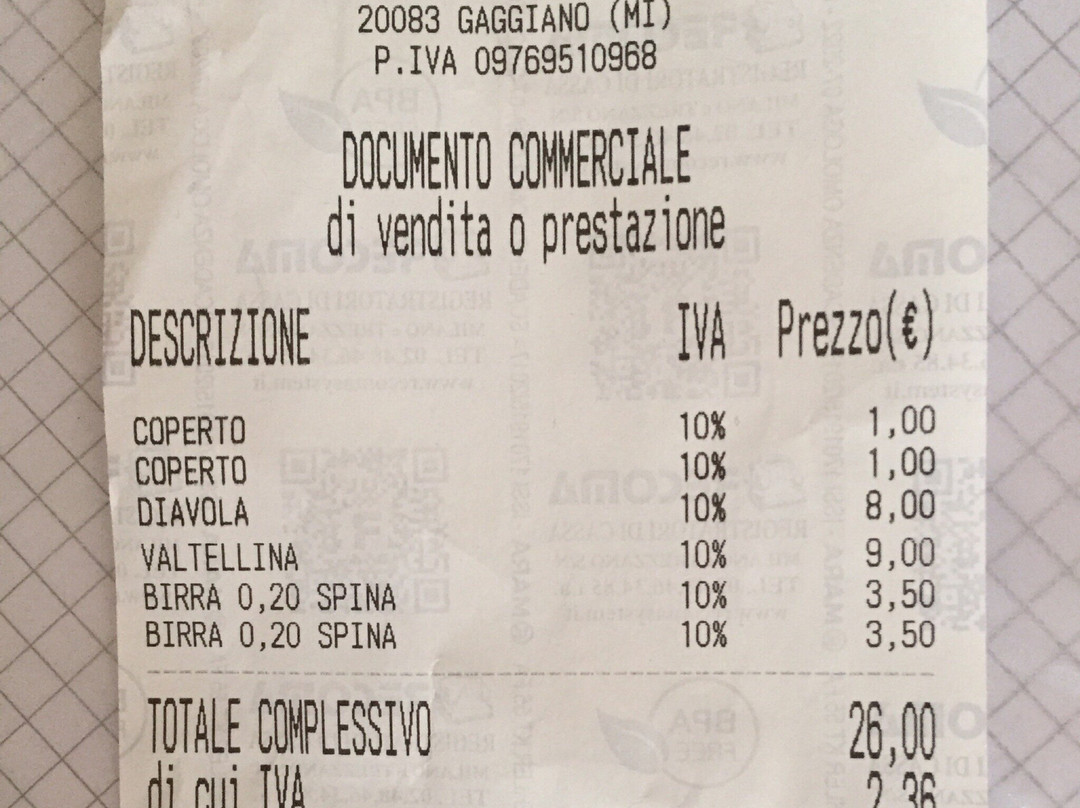 20083 GAGGIANO (MI)
P.IVA 09769510968
DOCUMENTO COMMERCIALE
di vendita o prestazione
DESCRIZIONE IVA Prezzo(€)
COPERTO 10% 1,00
COPERTO 10% 1,00
DIAVOLA 10% 8,00
VALTELLINA 10% 9,00
BIRRA 0,20 SPINA 10% 3,50
BIRRA 0,20 SPINA 10% 3,50
TOTALE COMPLESSIVO 26,00
di cui IVA 2,36